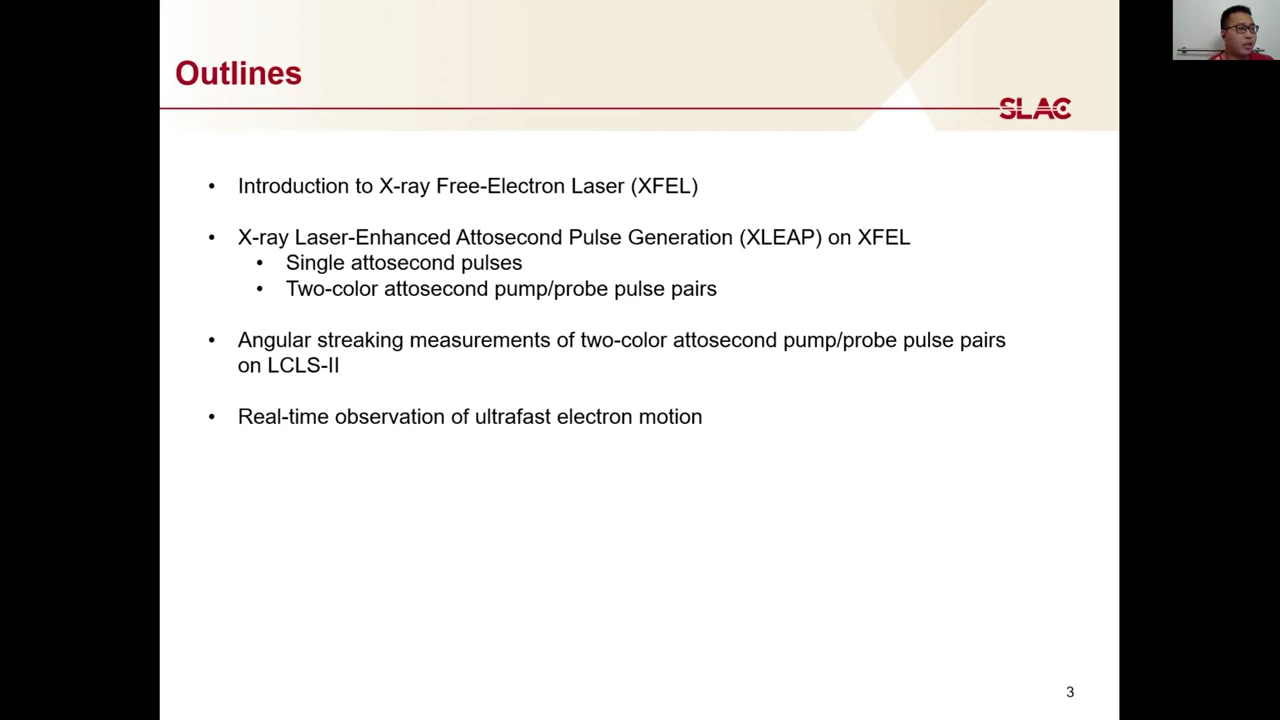 Outlines
SLAC
• Introduction to X-ray Free-Electron Laser (XFEL)
• X-ray Laser-Enhanced Attosecond Pulse Generation (XLEAP) on XFEL
• Single attosecond pulses
• Two-color attosecond pump/probe pulse pairs
• Angular streaking measurements of two-color attosecond pump/probe pulse pairs
on LCLS-II
• Real-time observation of ultrafast electron motion
3